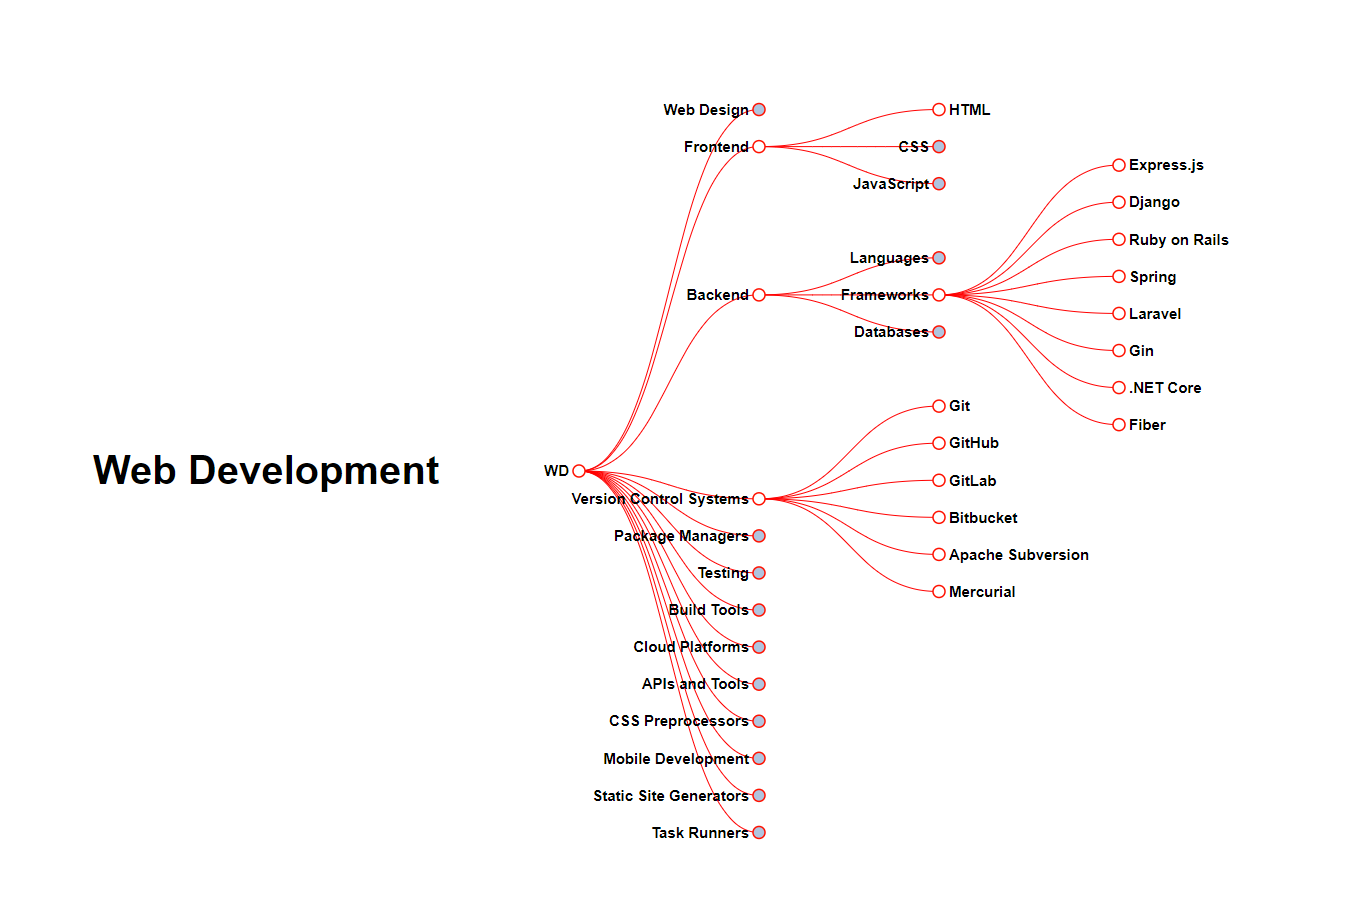 Web Development
WD
Web Design
Frontend
HTML
CSS
JavaScript
Backend
Languages
Frameworks
Express.js
Django
Ruby on Rails
Spring
Laravel
Gin
.NET Core
Fiber
Databases
Version Control Systems
Git
GitHub
GitLab
Bitbucket
Apache Subversion
Mercurial
Package Managers
Testing
Build Tools
Cloud Platforms
APIs and Tools
CSS Preprocessors
Mobile Development
Static Site Generators
Task Runners